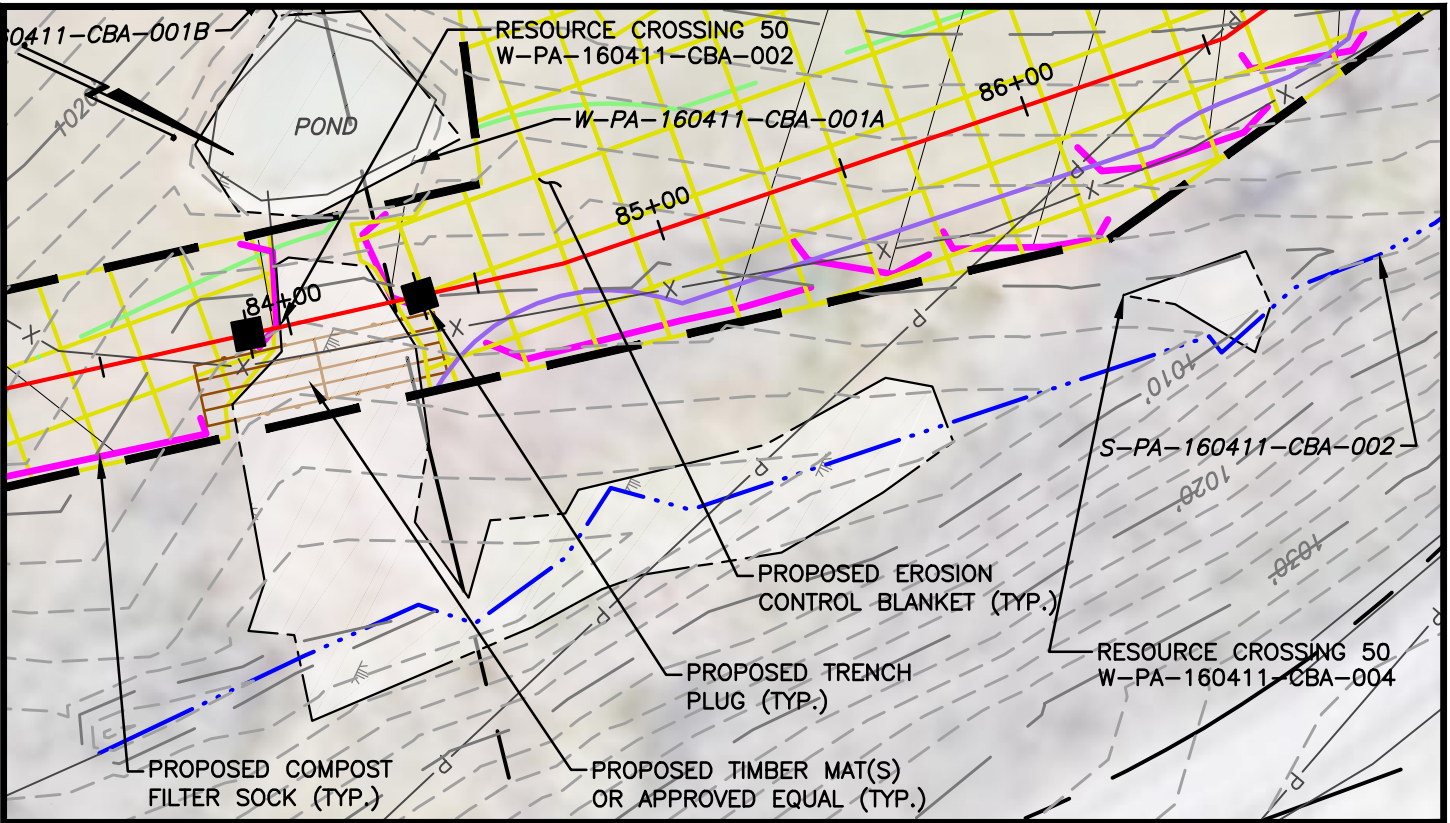 60411-CBA-001B
RESOURCE CROSSING 50
W-PA-160411-CBA-002
1020'
POND
W-PA-160411-CBA-001A
86+00
85+00
84+00
P
P
P
P
P
P
P
P
X
X
X
X
X
X
X
1010'
S-PA-160411-CBA-002
1020'
1030'
PROPOSED EROSION
CONTROL BLANKET (TYP.)
RESOURCE CROSSING 50
W-PA-160411-CBA-004
PROPOSED TRENCH
PLUG (TYP.)
PROPOSED COMPOST
FILTER SOCK (TYP.)
PROPOSED TIMBER MAT(S)
OR APPROVED EQUAL (TYP.)